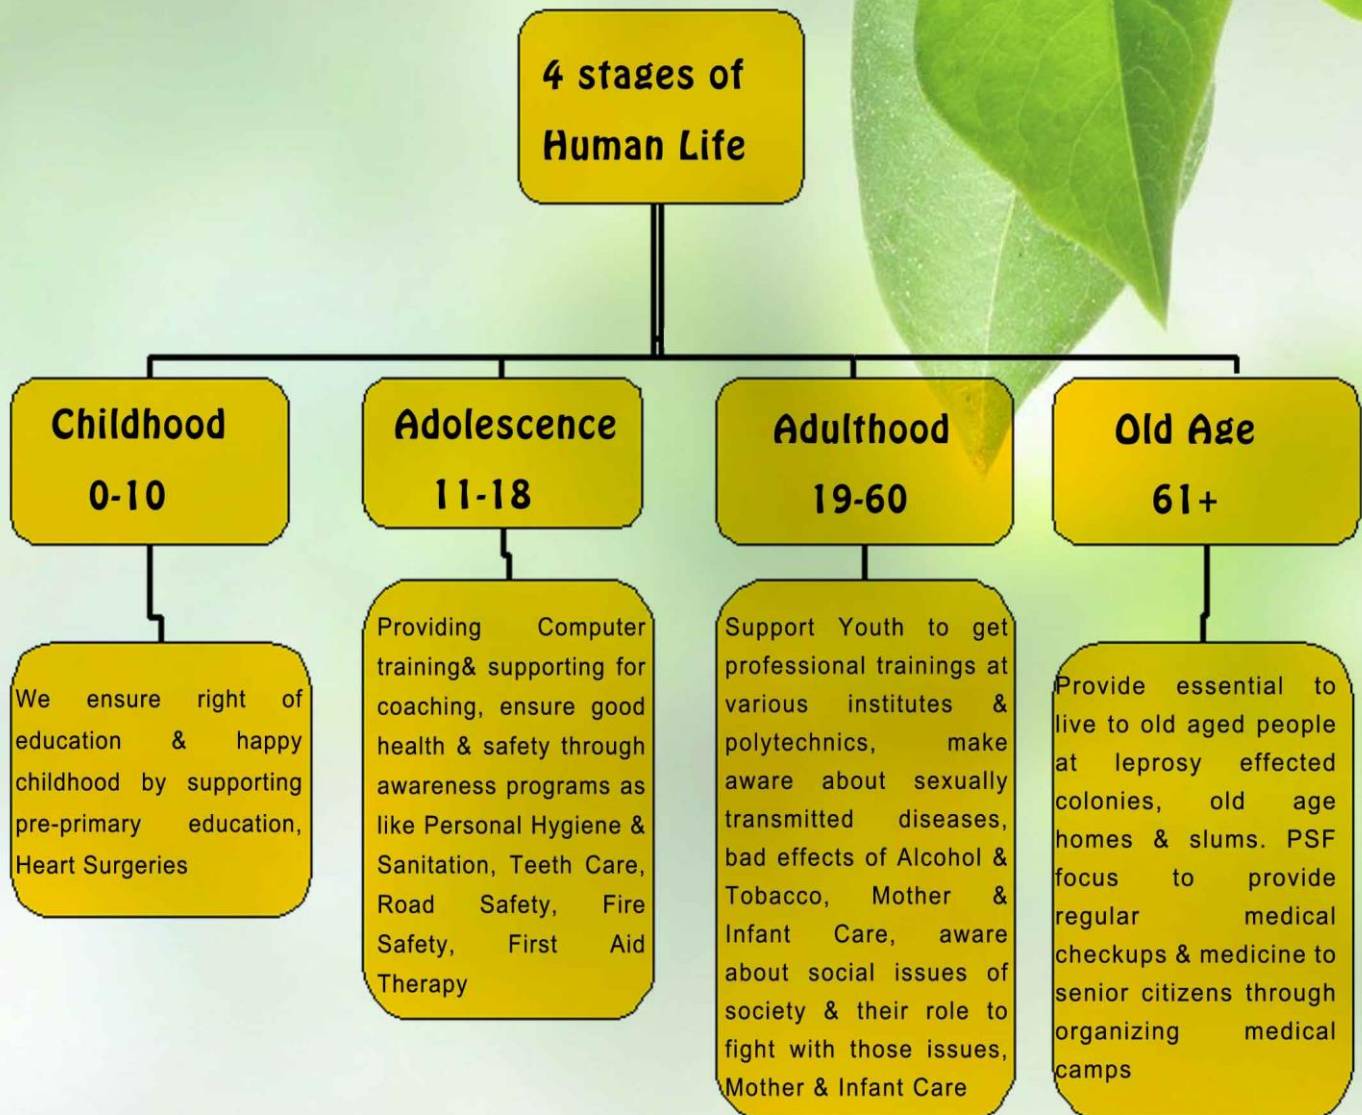 4 stages of
Human Life
Childhood
0-10
Adolescence
11-18
Adulthood
19-60
Old Age
61+
We ensure right of
education & happy
childhood by supporting
pre-primary education,
Heart Surgeries
Providing Computer
training& supporting for
coaching, ensure good
health & safety through
awareness programs as
like Personal Hygiene &
Sanitation, Teeth Care,
Road Safety, Fire
Safety, First Aid
Therapy
Support Youth to get
professional trainings at
various institutes &
polytechnics, make
aware about sexually
transmitted diseases,
bad effects of Alcohol &
Tobacco, Mother &
Infant Care, aware
about social issues of
society & their role to
fight with those issues,
Mother & Infant Care
Provide essential to
live to old aged people
at leprosy effected
colonies, old age
homes & slums. PSF
focus to provide
regular medical
checkups & medicine to
senior citizens through
organizing medical
camps